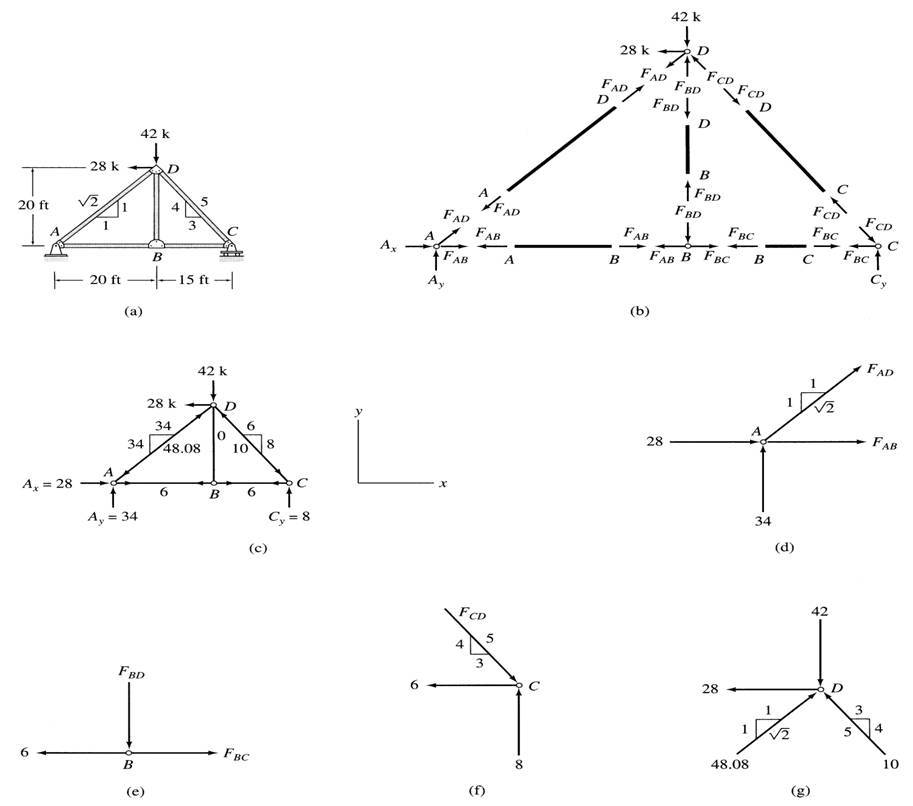 42 k
28 k
D
20 ft
√2
1
1
5
4
3
A
C
B
20 ft
15 ft
(a)
42 k
28 k
D
F_AD
F_AD
D
F_BD
F_BD
D
F_CD
F_CD
D
A
F_AD
F_AD
B
F_BD
F_BD
C
F_CD
F_CD
A_x
A
F_AB
F_AB
A
B
F_AB
F_AB
B
F_BC
F_BC
B
C
F_BC
F_BC
C
A_y
C_y
(b)
42 k
28 k
D
34
34
48.08
0
6
10
8
A
C
A_x = 28
6
B
6
A_y = 34
C_y = 8
(c)
y
x
F_AD
1
1
√2
28
A
F_AB
34
(d)
F_BD
6
B
F_BC
(e)
F_CD
4
5
3
6
C
8
(f)
42
28
D
1
1
√2
3
4
5
48.08
10
(g)